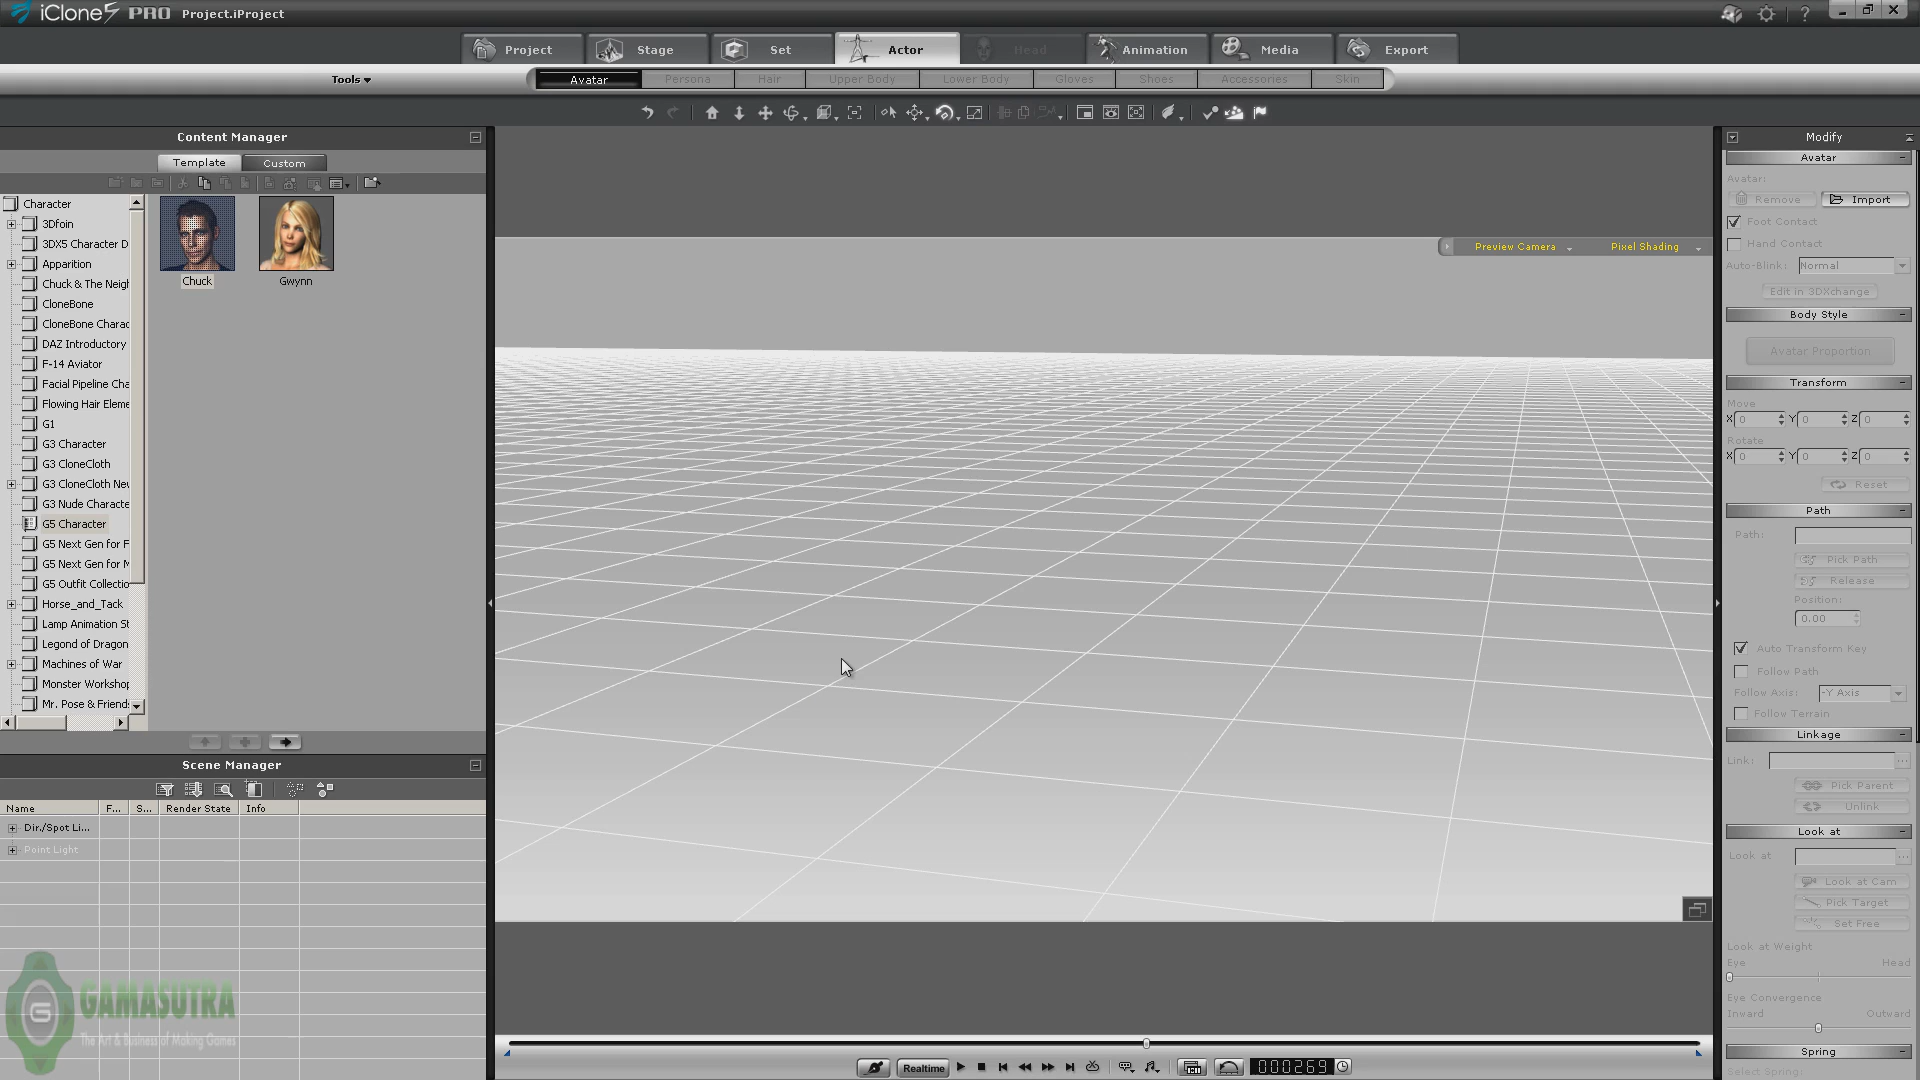 iClone5 PRO Project.iProject
Project Stage Set Actor Head Animation Media Export
Tools
Avatar Persona Hair Upper Body Lower Body Gloves Shoes Accessories Skin
Content Manager
Template Custom
Character
3Dfoin
3DX5 Character D
Apparition
Chuck & The Neigh
CloneBone
CloneBone Charac
DAZ Introductory
F-14 Aviator
Facial Pipeline Cha
Flowing Hair Eleme
G1
G3 Character
G3 CloneCloth
G3 CloneCloth Nev
G3 Nude Characte
G5 Character
G5 Next Gen for F
G5 Next Gen for M
G5 Outfit Collectio
Horse_and_Tack
Lamp Animation St
Legend of Dragon
Machines of War
Monster Workshop
Mr. Pose & Friends
Chuck Gwynn
Scene Manager
Name F... S... Render State Info
Dir./Spot Li...
Point Light
GAMASUTRA
The Art & Business of Making Games
Preview Camera Pixel Shading
Realtime
000269
Modify
Avatar
Avatar:
Remove Import
Foot Contact
Hand Contact
Auto-Blink: Normal
Edit in 3DXchange
Body Style
Avatar Proportion
Transform
Move
X 0 Y 0 Z 0
Rotate
X 0 Y 0 Z 0
Reset
Path
Path:
Pick Path
Release
Position:
0.00
Auto Transform Key
Follow Path
Follow Axis: -Y Axis
Follow Terrain
Linkage
Link:
Pick Parent
Unlink
Look at
Look at
Look at Cam
Pick Target
Set Free
Look at Weight
Eye Head
Eye Convergence
Inward Outward
Spring
Select Spring: